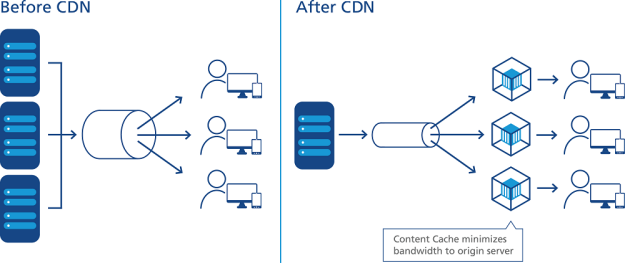 Before CDN
After CDN
Content Cache minimizes
bandwidth to origin server